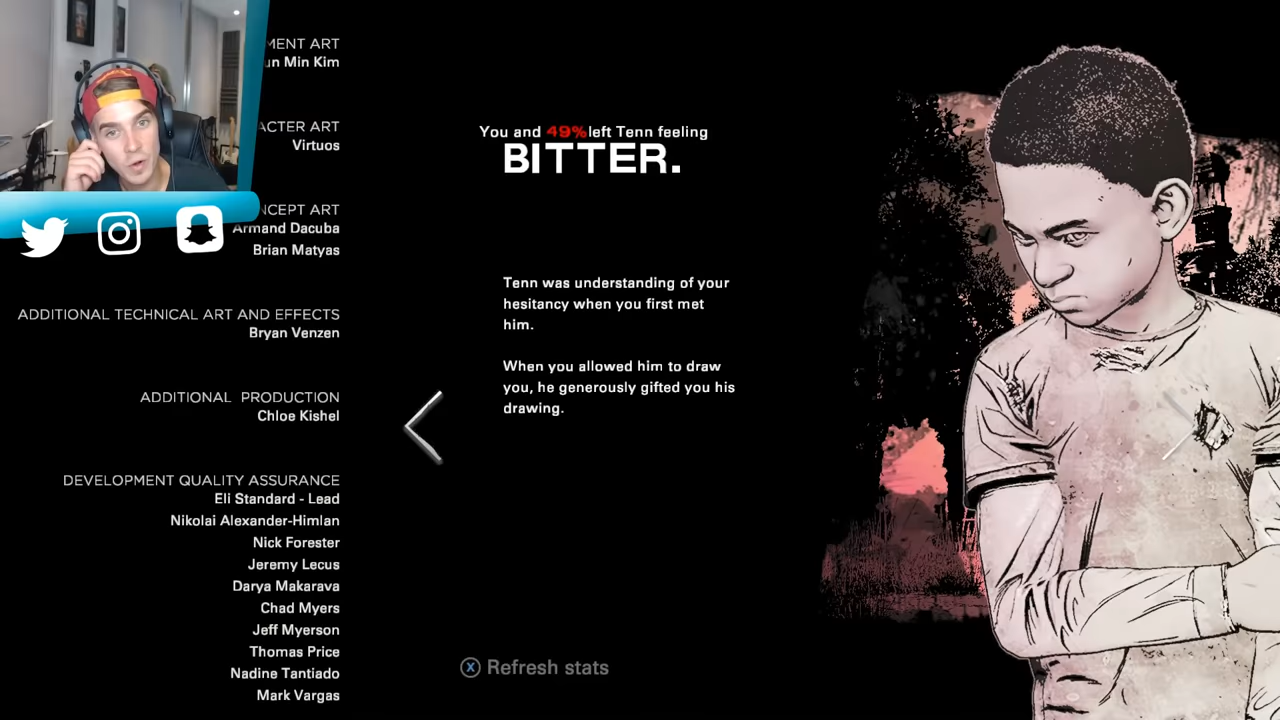 MENT ART
un Min Kim
ACTER ART
Virtuos
NCEPT ART
Armand Dacuba
Brian Matyas
ADDITIONAL TECHNICAL ART AND EFFECTS
Bryan Venzen
ADDITIONAL PRODUCTION
Chloe Kishel
DEVELOPMENT QUALITY ASSURANCE
Eli Standard - Lead
Nikolai Alexander-Himlan
Nick Forester
Jeremy Lecus
Darya Makarava
Chad Myers
Jeff Myerson
Thomas Price
Nadine Tantiado
Mark Vargas
You and 49% left Tenn feeling
BITTER.
Tenn was understanding of your
hesitancy when you first met
him.
When you allowed him to draw
you, he generously gifted you his
drawing.
X Refresh stats